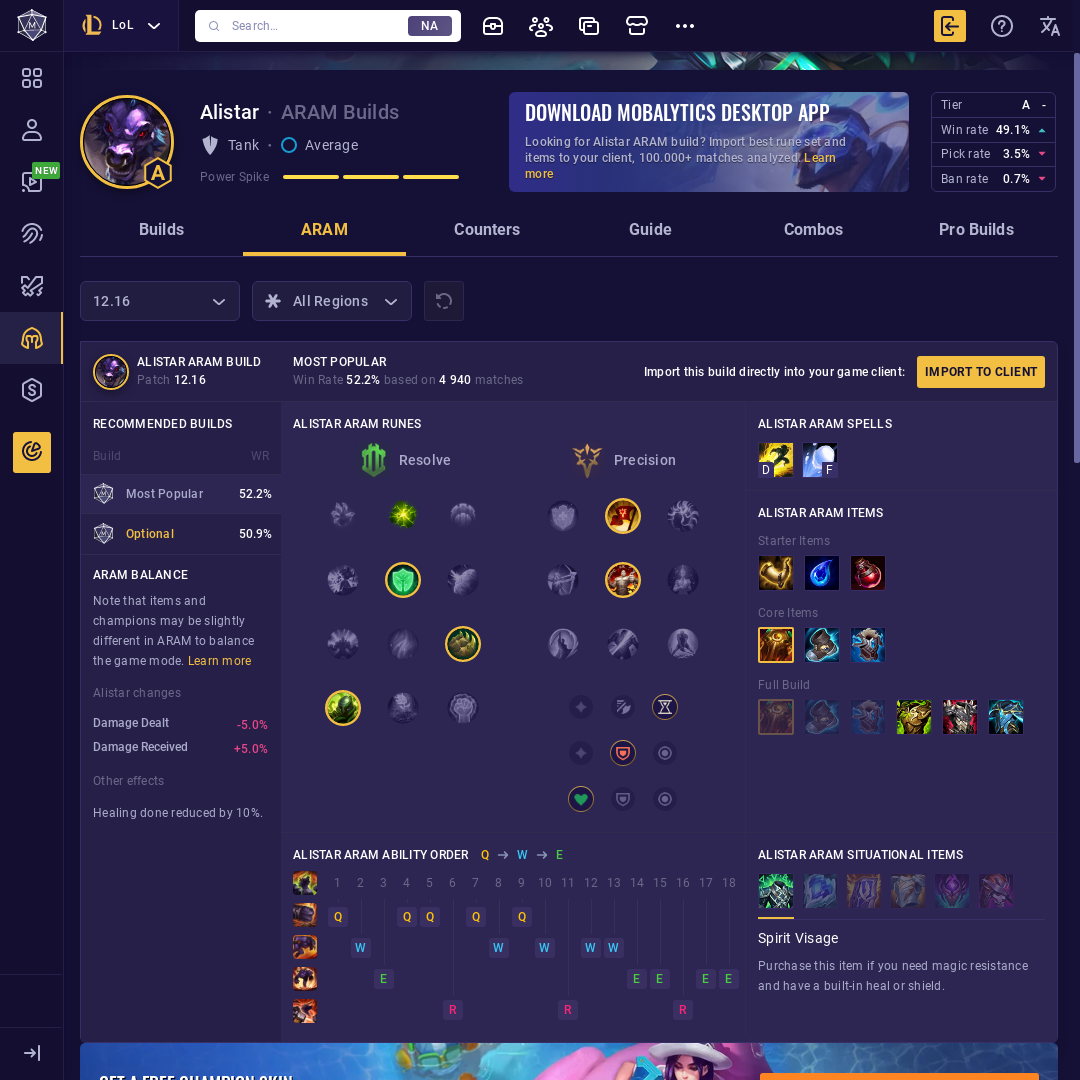 LoL
Search...
NA
NEW
Alistar · ARAM Builds
Tank · Average
Power Spike
A
DOWNLOAD MOBALYTICS DESKTOP APP
Looking for Alistar ARAM build? Import best rune set and
items to your client, 100.000+ matches analyzed. Learn
more
Tier A -
Win rate 49.1%
Pick rate 3.5%
Ban rate 0.7%
Builds
ARAM
Counters
Guide
Combos
Pro Builds
12.16
All Regions
ALISTAR ARAM BUILD
Patch 12.16
MOST POPULAR
Win Rate 52.2% based on 4 940 matches
Import this build directly into your game client:
IMPORT TO CLIENT
RECOMMENDED BUILDS
Build WR
Most Popular 52.2%
Optional 50.9%
ARAM BALANCE
Note that items and
champions may be slightly
different in ARAM to balance
the game mode. Learn more
Alistar changes
Damage Dealt -5.0%
Damage Received +5.0%
Other effects
Healing done reduced by 10%.
ALISTAR ARAM RUNES
Resolve
Precision
ALISTAR ARAM SPELLS
D F
ALISTAR ARAM ITEMS
Starter Items
Core Items
Full Build
ALISTAR ARAM ABILITY ORDER Q → W → E
1 2 3 4 5 6 7 8 9 10 11 12 13 14 15 16 17 18
Q Q Q Q Q
W W W W W
E E E E E
R R R
ALISTAR ARAM SITUATIONAL ITEMS
Spirit Visage
Purchase this item if you need magic resistance
and have a built-in heal or shield.
GET A FREE CHAMPION SKIN